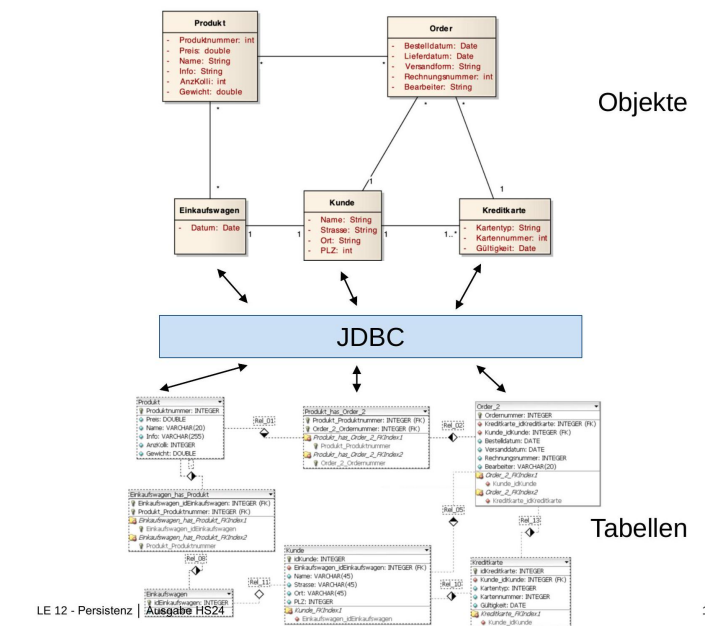 Produkt
- Produktnummer: int
- Preis: double
- Name: String
- Info: String
- AnzKolli: int
- Gewicht: double
Order
- Bestelldatum: Date
- Lieferdatum: Date
- Versandform: String
- Rechnungsnummer: int
- Bearbeiter: String
Objekte
* *
* *
* *
1 1
Einkaufswagen
- Datum: Date
Kunde
- Name: String
- Strasse: String
- Ort: String
- PLZ: int
Kreditkarte
- Kartentyp: String
- Kartennummer: int
- Gültigkeit: Date
1 1 1 1..*
JDBC
Produkt
Produktnummer: INTEGER
Preis: DOUBLE
Name: VARCHAR(20)
Info: VARCHAR(255)
AnzKolli: INTEGER
Gewicht: DOUBLE
Rel_01
Produkt_has_Order_2
Produkt_Produktnummer: INTEGER (FK)
Order_2_Ordernummer: INTEGER (FK)
Produkt_has_Order_2_FKIndex1
Produkt_Produktnummer
Produkt_has_Order_2_FKIndex2
Order_2_Ordernummer
Rel_02
Order_2
Ordernummer: INTEGER
Kreditkarte_idKreditkarte: INTEGER (FK)
Kunde_idKunde: INTEGER (FK)
Bestelldatum: DATE
Versanddatum: DATE
Rechnungsnummer: INTEGER
Bearbeiter: VARCHAR(20)
Order_2_FKIndex1
Kunde_idKunde
Order_2_FKIndex2
Kreditkarte_idKreditkarte
Einkaufswagen_has_Produkt
Einkaufswagen_idEinkaufswagen: INTEGER (FK)
Produkt_Produktnummer: INTEGER (FK)
Einkaufswagen_has_Produkt_FKIndex1
Einkaufswagen_idEinkaufswagen
Einkaufswagen_has_Produkt_FKIndex2
Produkt_Produktnummer
Rel_05
Rel_13
Tabellen
Rel_06
Kunde
idKunde: INTEGER
Einkaufswagen_idEinkaufswagen: INTEGER (FK)
Name: VARCHAR(45)
Strasse: VARCHAR(45)
Ort: VARCHAR(45)
PLZ: INTEGER
Kunde_FKIndex1
Einkaufswagen_idEinkaufswagen
Rel_11
Rel_10
Kreditkarte
idKreditkarte: INTEGER
Kunde_idKunde: INTEGER (FK)
Kartentyp: INTEGER
Kartennummer: INTEGER
Gültigkeit: DATE
Kreditkarte_FKIndex1
Kunde_idKunde
Einkaufswagen
idEinkaufswagen: INTEGER
LE 12 - Persistenz | Ausgabe HS24